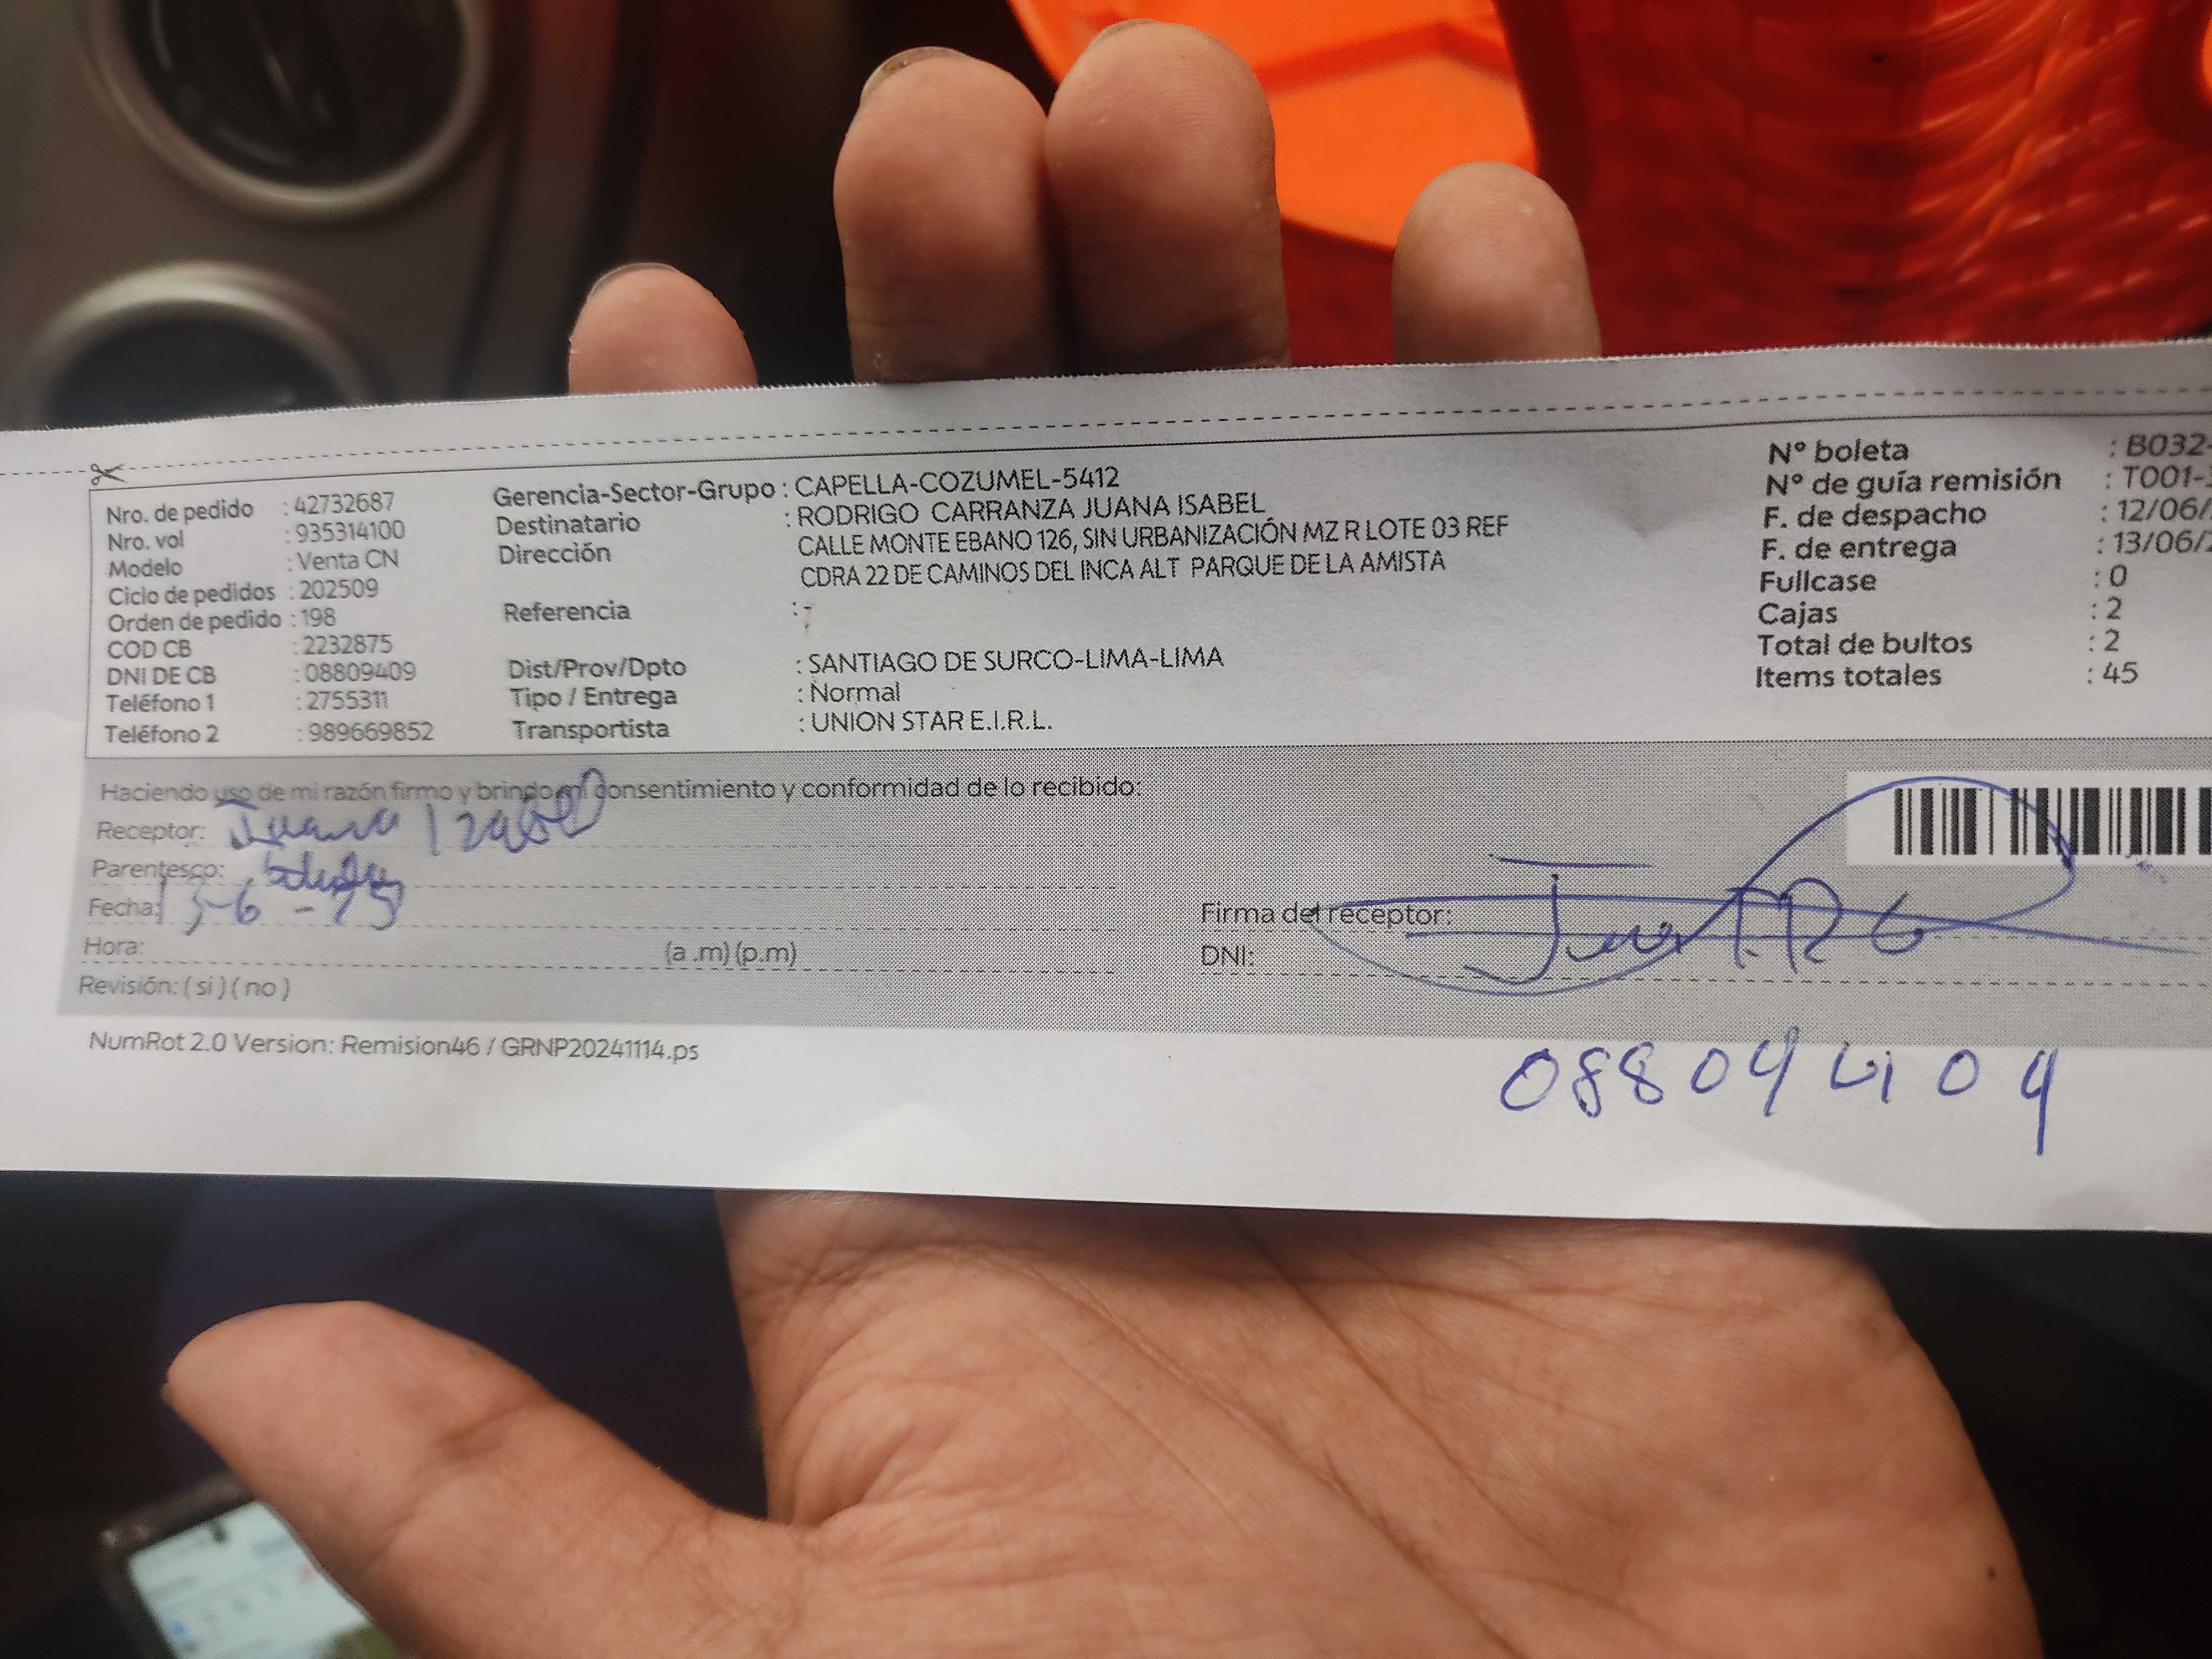 Nro. de pedido : 42732687
Nro. vol : 935314100
Modelo : Venta CN
Ciclo de pedidos : 202509
Orden de pedido : 198
COD CB : 2232875
DNI DE CB : 08809409
Teléfono 1 : 2755311
Teléfono 2 : 989669852
Gerencia-Sector-Grupo : CAPELLA-COZUMEL-5412
Destinatario : RODRIGO CARRANZA JUANA ISABEL
Dirección CALLE MONTE EBANO 126, SIN URBANIZACIÓN MZ R LOTE 03 REF
CDRA 22 DE CAMINOS DEL INCA ALT PARQUE DE LA AMISTA
Referencia : -
Dist/Prov/Dpto : SANTIAGO DE SURCO-LIMA-LIMA
Tipo / Entrega : Normal
Transportista : UNION STAR E.I.R.L.
N° boleta : B032-
N° de guía remisión : T001-
F. de despacho : 12/06/
F. de entrega : 13/06/2
Fullcase : 0
Cajas : 2
Total de bultos : 2
Items totales : 45
Haciendo uso de mi razón firmo y brindo mi consentimiento y conformidad de lo recibido:
Receptor: Juana Izabel
Parentesco:
Fecha: 13-6-25
Hora: (a .m) (p.m)
Revisión: ( si ) ( no )
Firma del receptor:
DNI:
NumRot 2.0 Version: Remision46 / GRNP20241114.ps
08809409